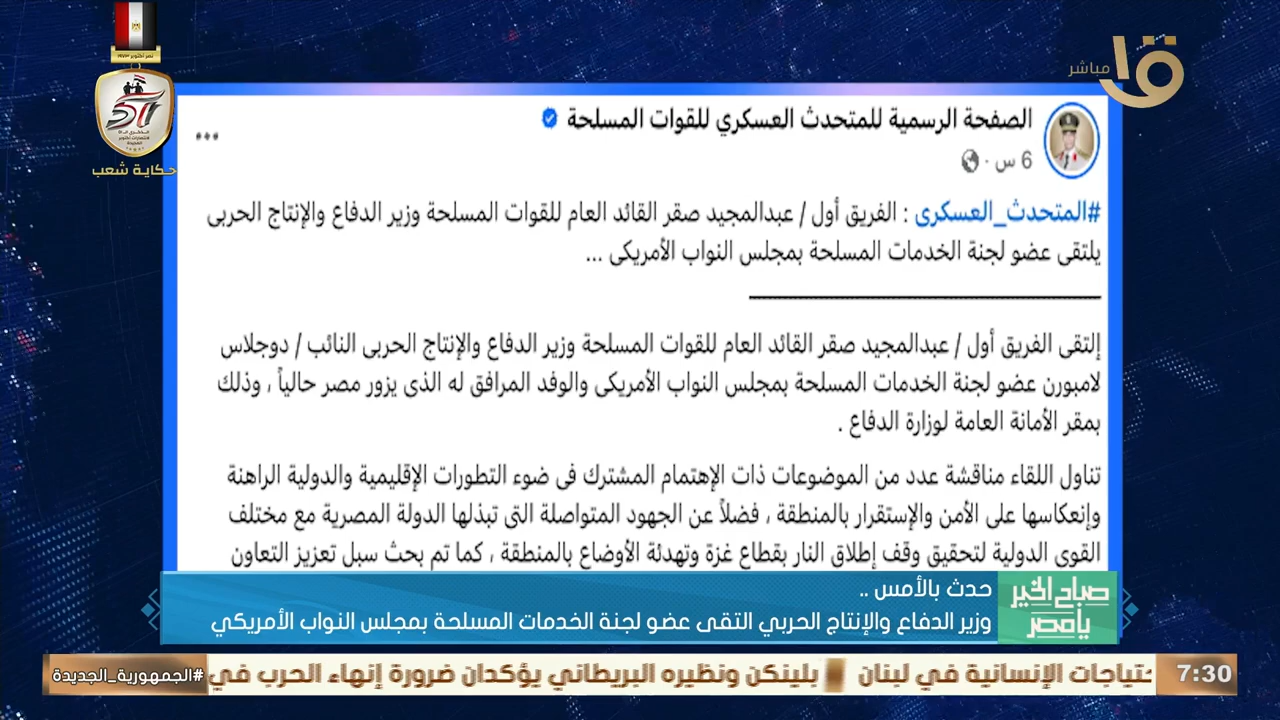 نصر أكتوبر
حكاية شعب
مباشر
الصفحة الرسمية للمتحدث العسكري للقوات المسلحة
6 س
#المتحدث_العسكرى : الفريق أول / عبدالمجيد صقر القائد العام للقوات المسلحة وزير الدفاع والإنتاج الحربى
يلتقى عضو لجنة الخدمات المسلحة بمجلس النواب الأمريكى ...
إلتقى الفريق أول / عبدالمجيد صقر القائد العام للقوات المسلحة وزير الدفاع والإنتاج الحربى النائب / دوجلاس
لامبورن عضو لجنة الخدمات المسلحة بمجلس النواب الأمريكى والوفد المرافق له الذى يزور مصر حالياً ، وذلك
بمقر الأمانة العامة لوزارة الدفاع .
تناول اللقاء مناقشة عدد من الموضوعات ذات الإهتمام المشترك فى ضوء التطورات الإقليمية والدولية الراهنة
وإنعكاسها على الأمن والإستقرار بالمنطقة ، فضلاً عن الجهود المتواصلة التى تبذلها الدولة المصرية مع مختلف
القوى الدولية لتحقيق وقف إطلاق النار بقطاع غزة وتهدئة الأوضاع بالمنطقة ، كما تم بحث سبل تعزيز التعاون
صباح الخير
يا مصر
حدث بالأمس ..
وزير الدفاع والإنتاج الحربي التقى عضو لجنة الخدمات المسلحة بمجلس النواب الأمريكي
7:30
عتياجات الإنسانية في لبنان
بلينكن ونظيره البريطاني يؤكدان ضرورة إنهاء الحرب في
#الجمهورية_الجديدة